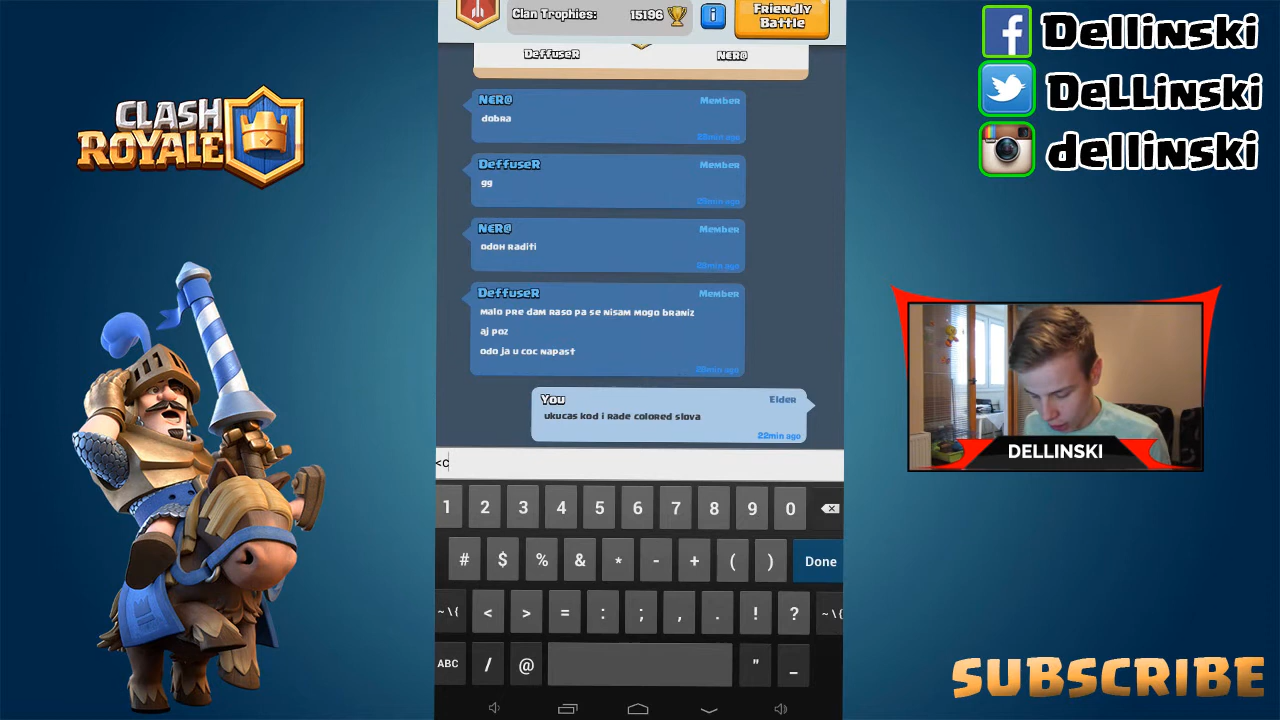 Clan Trophies: 15196
i
Friendly
Battle
DeffuseR
NER@
NER@ Member
dobra
DeffuseR Member
gg
NER@ Member
odoh raditi
DeffuseR Member
malo pre dam raso pa se nisam mogo braniz
aj poz
odo ja u coc napast
You Elder
ukucas kod i rade colored slova
22min ago
<c
1 2 3 4 5 6 7 8 9 0
# $ % & * - + ( ) Done
~ \ { < > = : ; , . ! ? ~ \ {
ABC / @ " _
CLASH
ROYALE
Dellinski
DeLLinski
dellinski
DELLINSKI
SUBSCRIBE